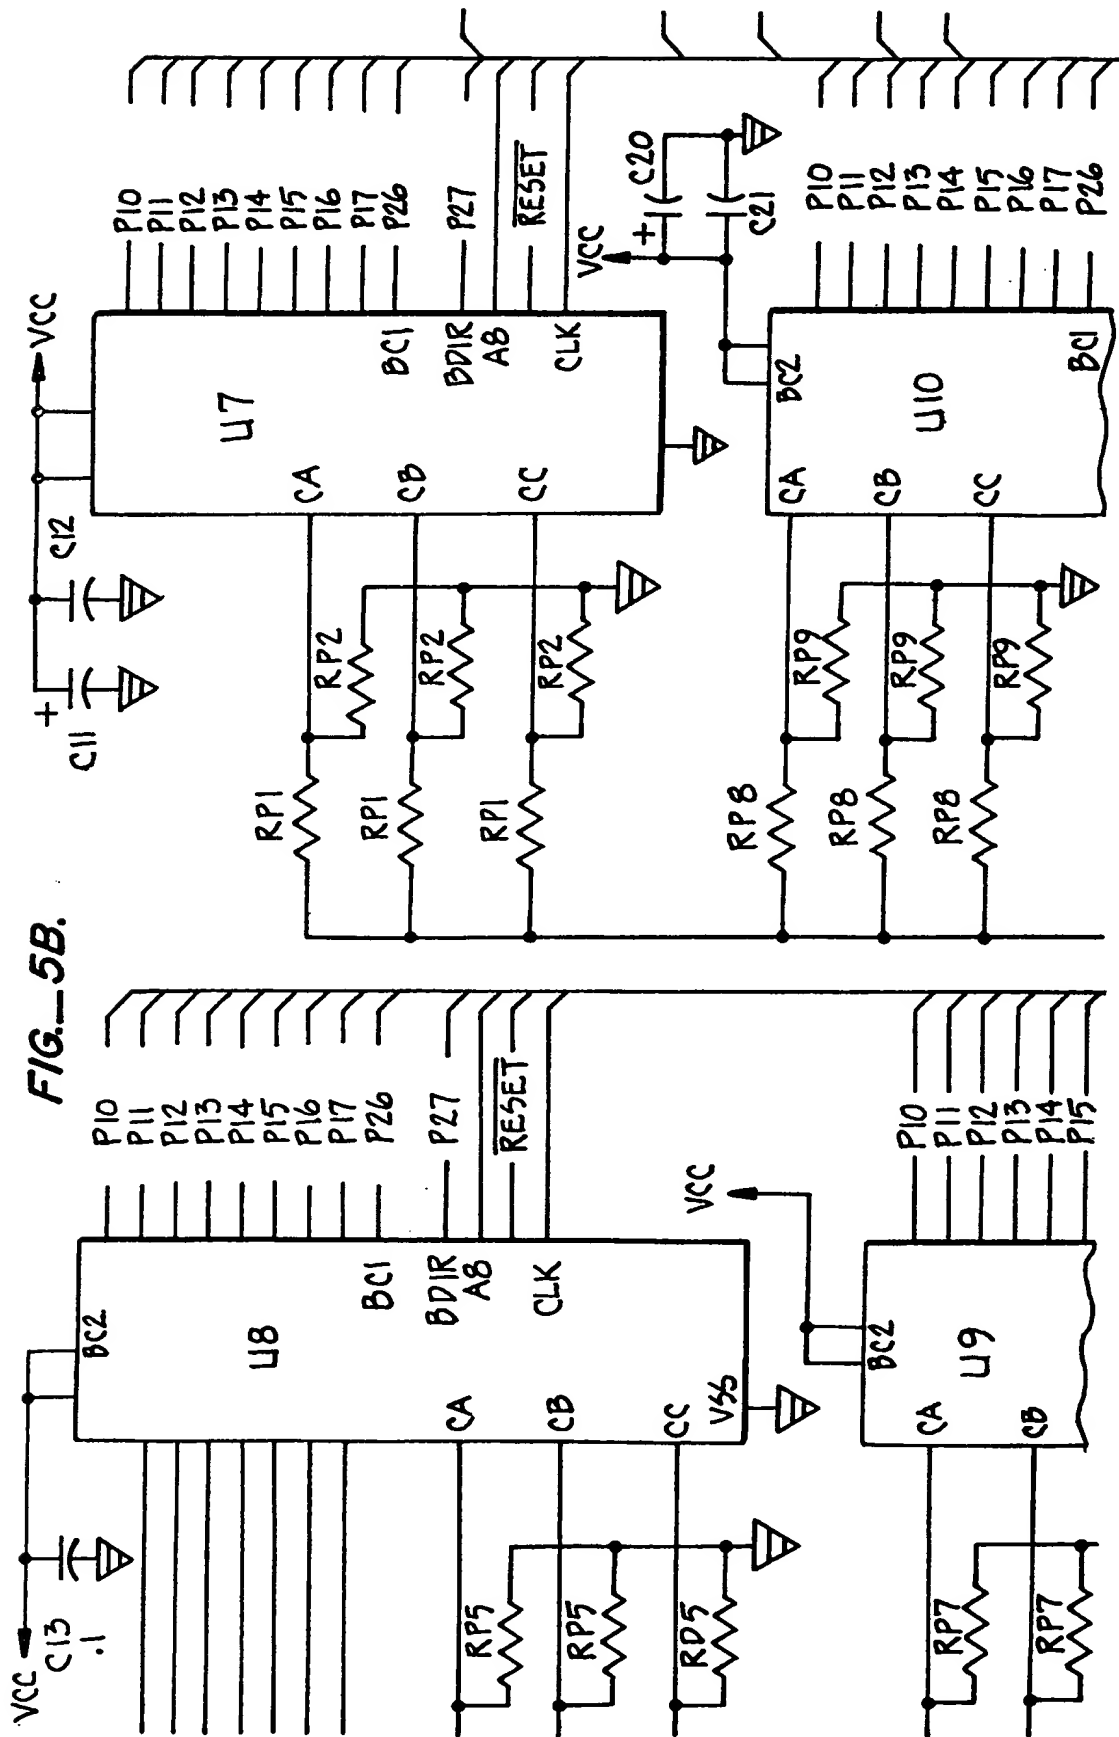 FIG._5B.
VCC
C11
+
C12
U7
CA
CB
CC
BC1
BDIR
A8
CLK
P10
P11
P12
P13
P14
P15
P16
P17
P26
P27
RESET
RP1
RP1
RP1
RP2
RP2
RP2
VCC
+
C20
C21
BC2
U10
CA
CB
CC
BC1
P10
P11
P12
P13
P14
P15
P16
P17
P26
RP8
RP8
RP8
RP9
RP9
RP9
VCC
C13
.1
BC2
U8
CA
CB
CC
VSS
BC1
BDIR
A8
CLK
P10
P11
P12
P13
P14
P15
P16
P17
P26
P27
RESET
RP5
RP5
RD5
VCC
BC2
U9
CA
CB
P10
P11
P12
P13
P14
P15
RP7
RP7